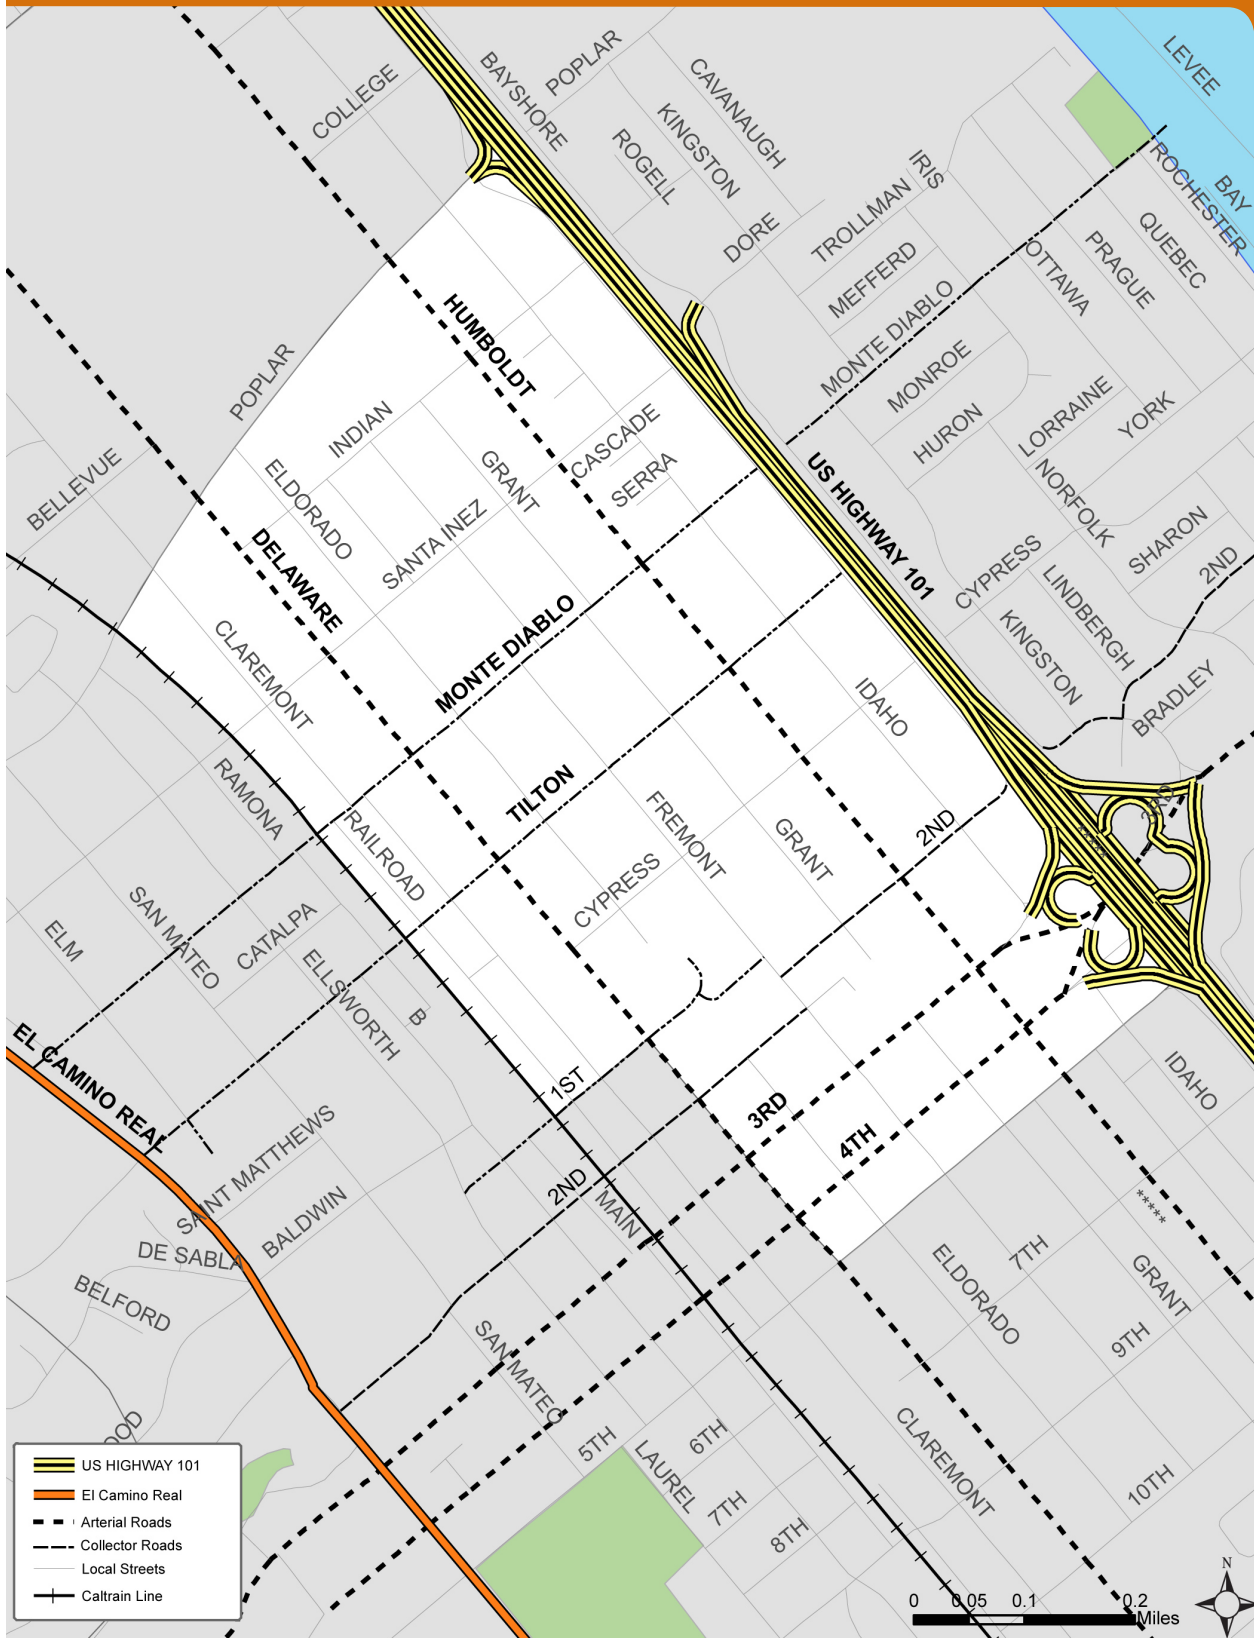 LEVEE
BAY
ROCHESTER
COLLEGE
BAYSHORE
POPLAR
CAVANAUGH
KINGSTON
ROGELL
IRIS
TROLLMAN
DORE
MEFFERD
OTTAWA
PRAGUE
QUEBEC
MONTE DIABLO
MONROE
HURON
LORRAINE
YORK
NORFOLK
SHARON
2ND
CYPRESS
LINDBERGH
KINGSTON
BRADLEY
US HIGHWAY 101
HUMBOLDT
POPLAR
INDIAN
BELLEVUE
ELDORADO
GRANT
CASCADE
SERRA
SANTA INEZ
DELAWARE
MONTE DIABLO
CLAREMONT
TILTON
IDAHO
RAMONA
RAILROAD
FREMONT
GRANT
CYPRESS
2ND
3RD
*****
SAN MATEO
CATALPA
ELM
ELLSWORTH
B
EL CAMINO REAL
1ST
3RD
4TH
IDAHO
SAINT MATTHEWS
2ND
MAIN
BALDWIN
DE SABLA
BELFORD
*****
ELDORADO
7TH
GRANT
9TH
SAN MATEO
5TH
LAUREL
6TH
7TH
8TH
CLAREMONT
10TH
OOD
US HIGHWAY 101
El Camino Real
Arterial Roads
Collector Roads
Local Streets
Caltrain Line
N
0 0.05 0.1 0.2
Miles